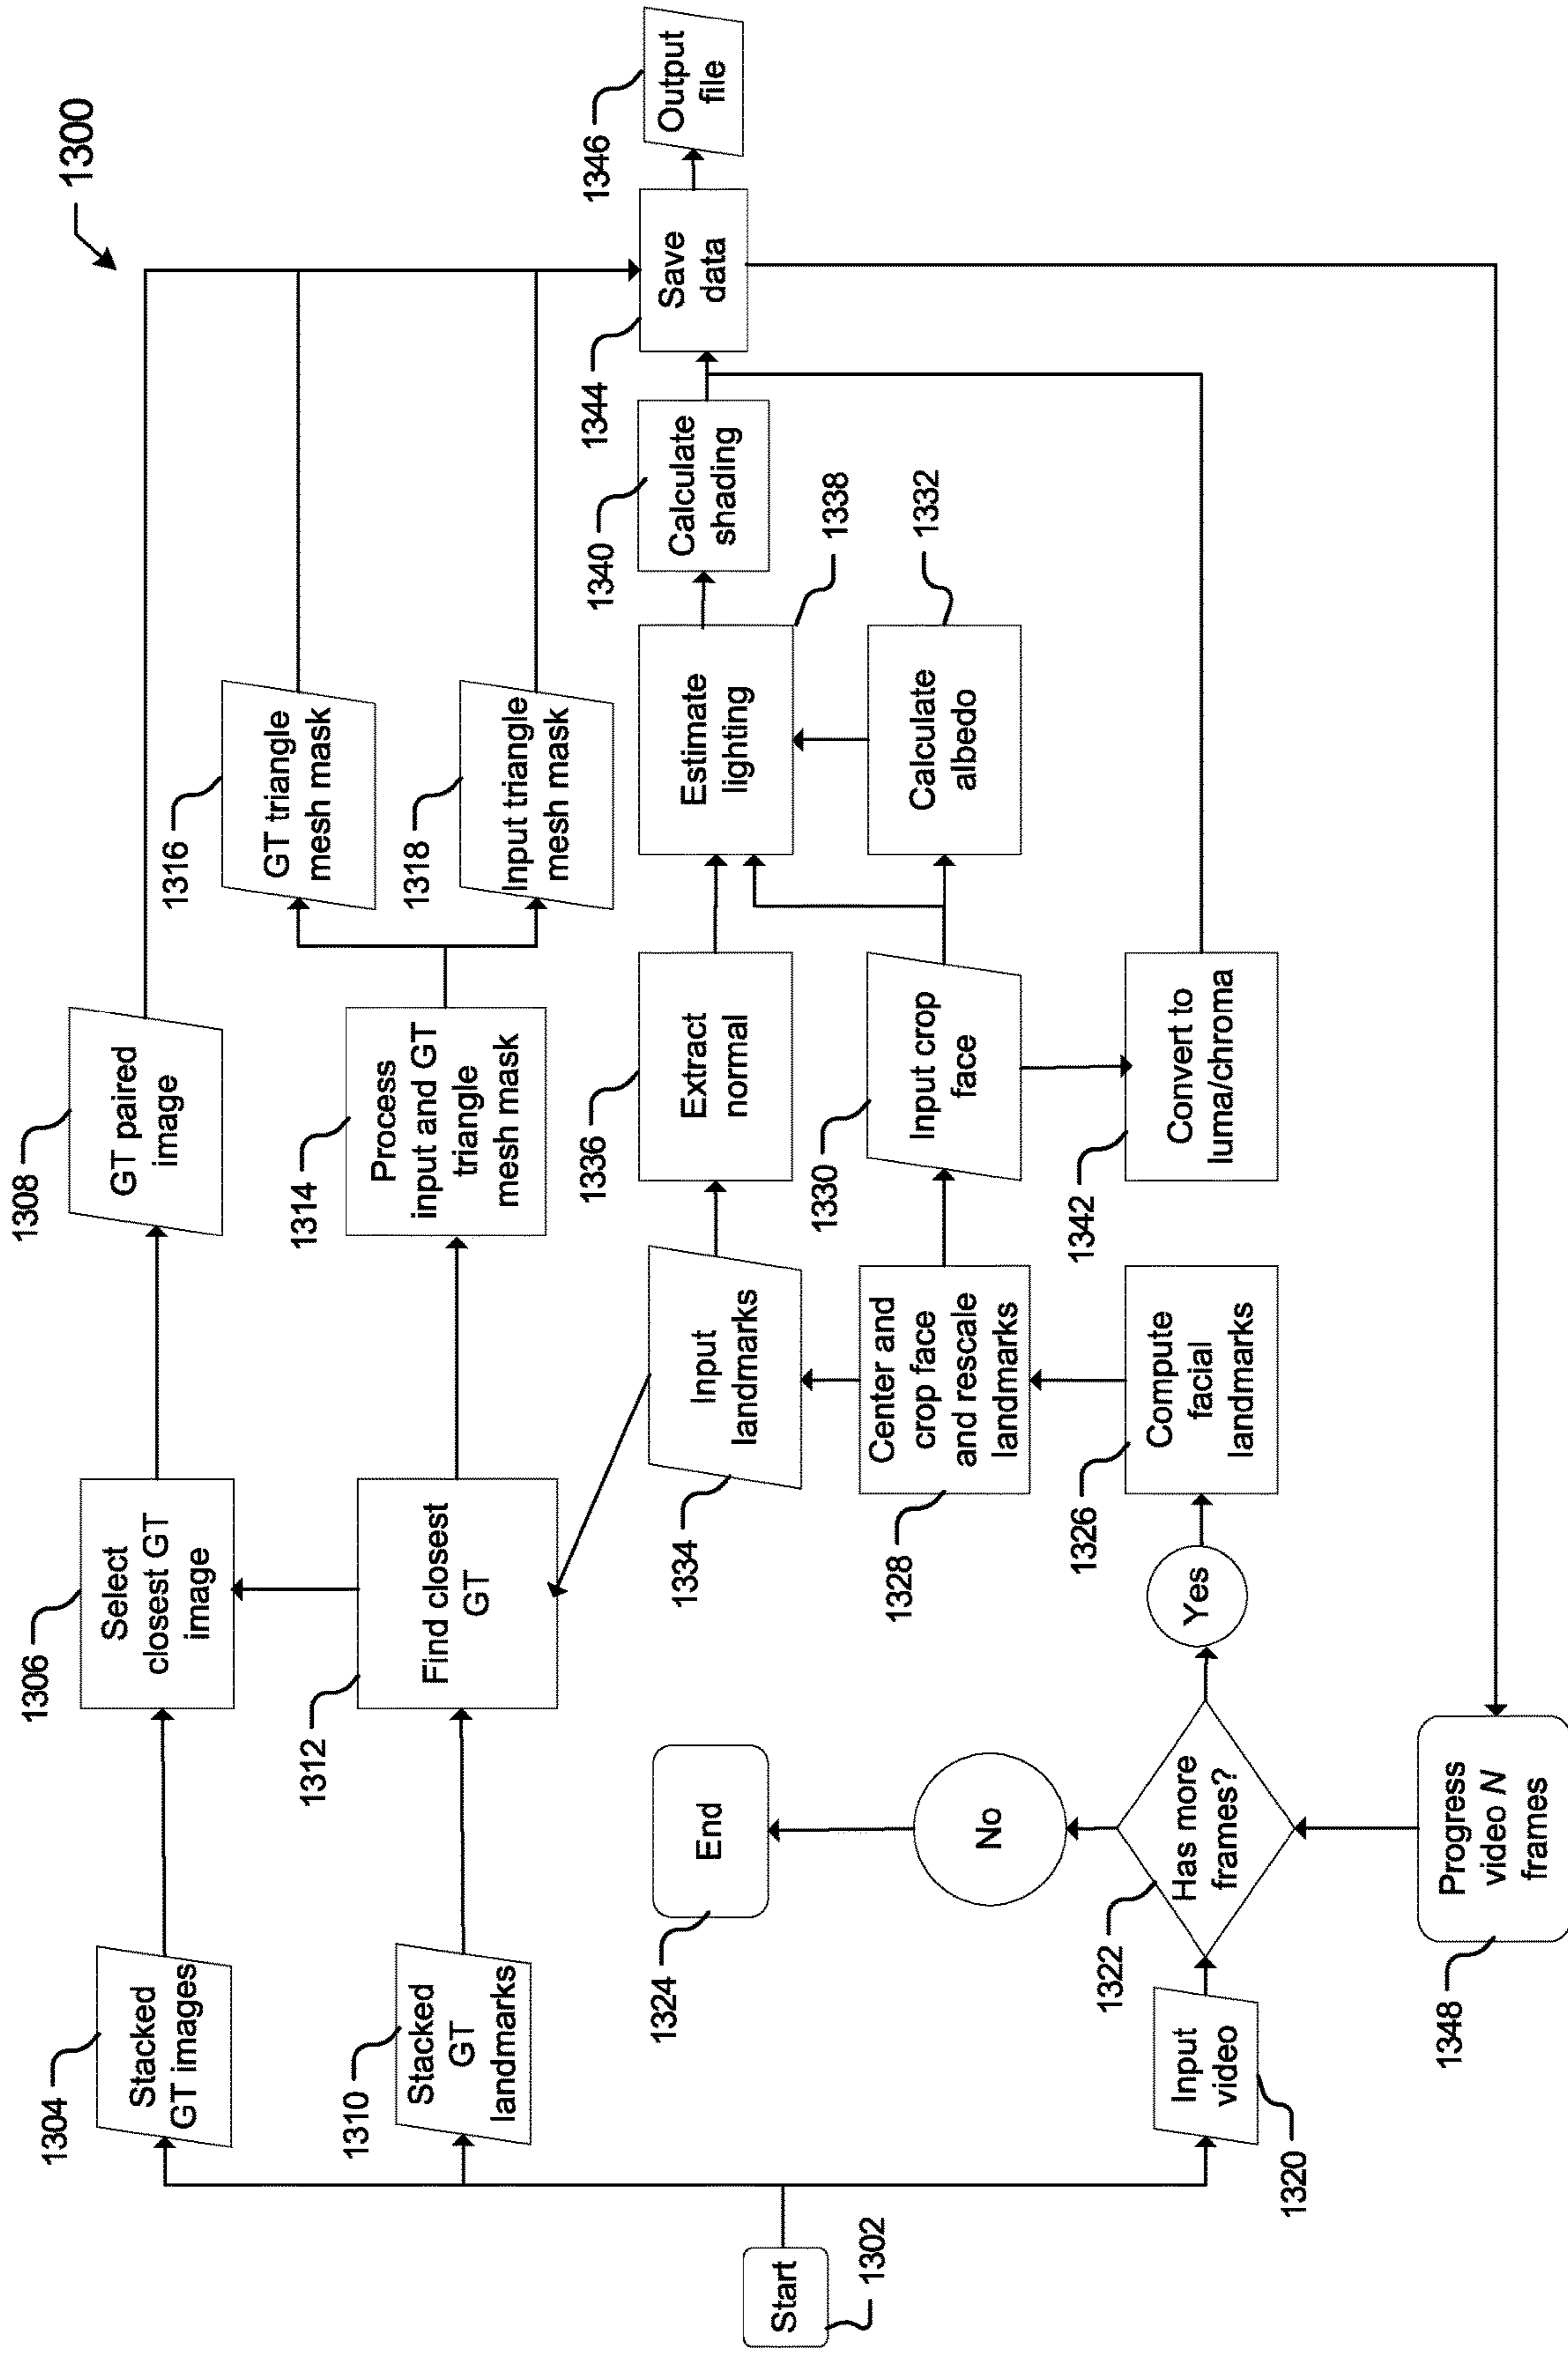 1300
Start
1302
1304
Stacked
GT images
1306
Select
closest GT
image
1308
GT paired
image
1310
Stacked
GT
landmarks
1312
Find closest
GT
1314
Process
input and GT
triangle
mesh mask
1316
GT triangle
mesh mask
1318
Input triangle
mesh mask
1320
Input
video
1322
Has more
frames?
No
1324
End
Yes
1326
Compute
facial
landmarks
1328
Center and
crop face
and rescale
landmarks
1334
Input
landmarks
1336
Extract
normal
1330
Input crop
face
1342
Convert to
luma/chroma
1338
Estimate
lighting
1332
Calculate
albedo
1340
Calculate
shading
1344
Save
data
1346
Output
file
1348
Progress
video N
frames